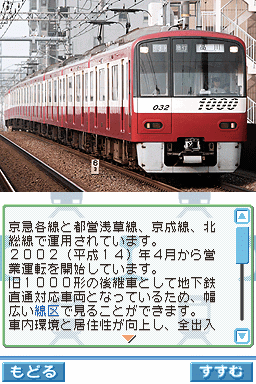 品川
032
1000
6
京急各線と都営浅草線、京成線、北
総線で運用されています。
2002（平成14）年4月から営
業運転を開始しています。
旧1000形の後継車として地下鉄
直通対応車両となっているため、幅
広い線区で見ることができます。
車内環境と居住性が向上し、全出入
もどる
すすむ